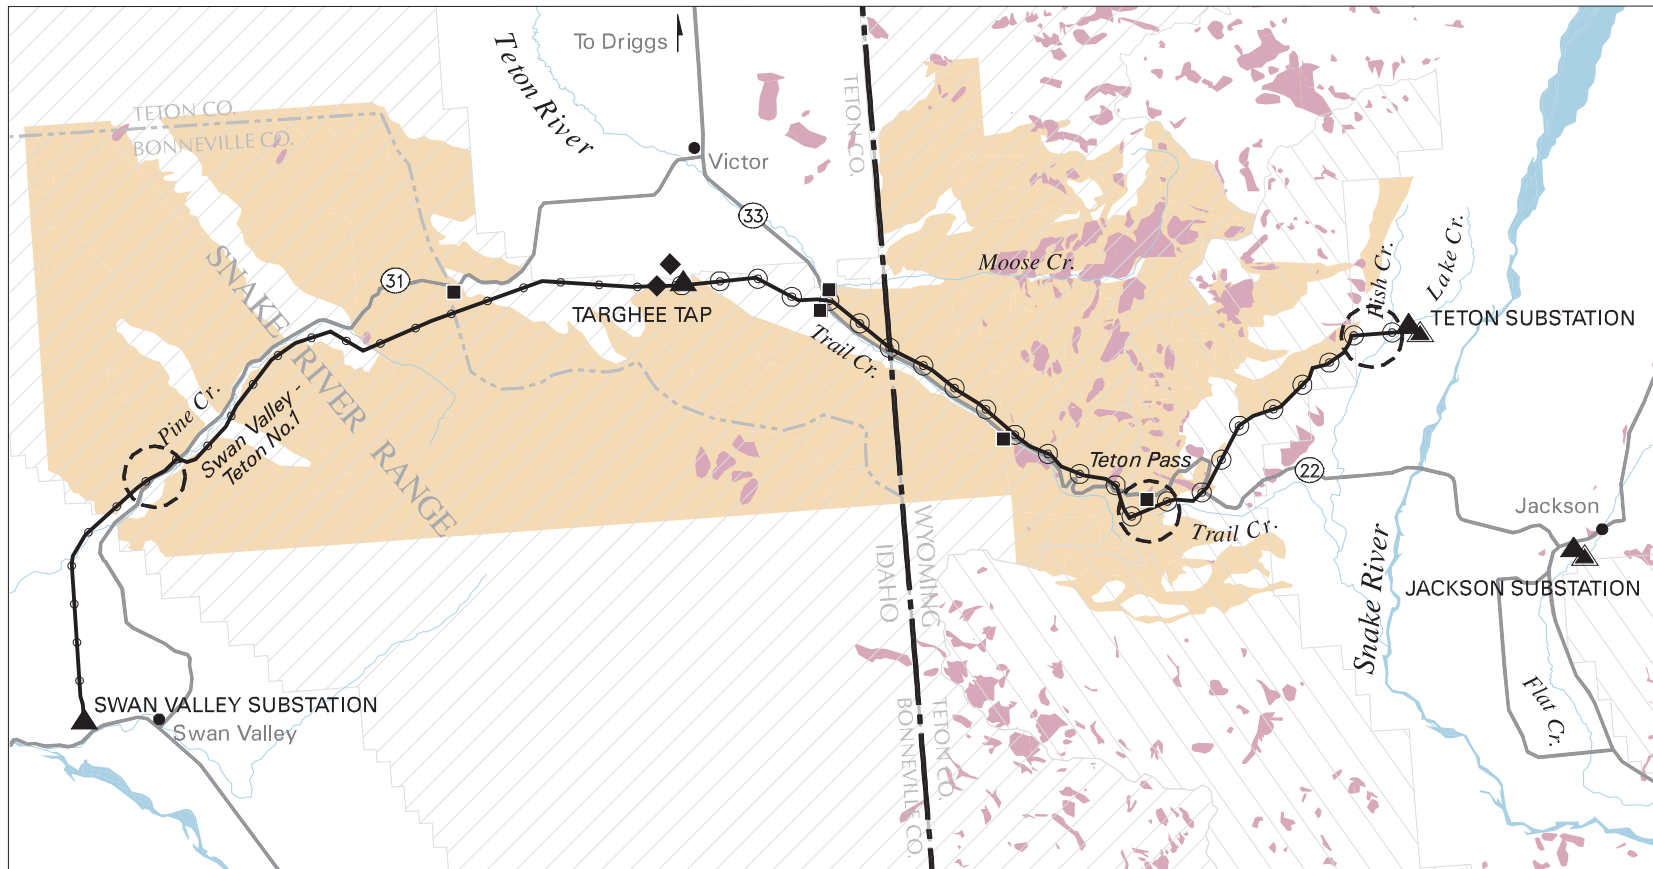 To Driggs
Teton River
TETON CO.
BONNEVILLE CO.
TETON CO.
Victor
33
31
SNAKE RIVER RANGE
Moose Cr.
Fish Cr.
Lake Cr.
TARGHEE TAP
TETON SUBSTATION
Trail Cr.
Pine Cr.
Swan Valley -
Teton No.1
Teton Pass
22
Jackson
Trail Cr.
WYOMING
IDAHO
JACKSON SUBSTATION
Snake River
Flat Cr.
SWAN VALLEY SUBSTATION
Swan Valley
TETON CO.
BONNEVILLE CO.